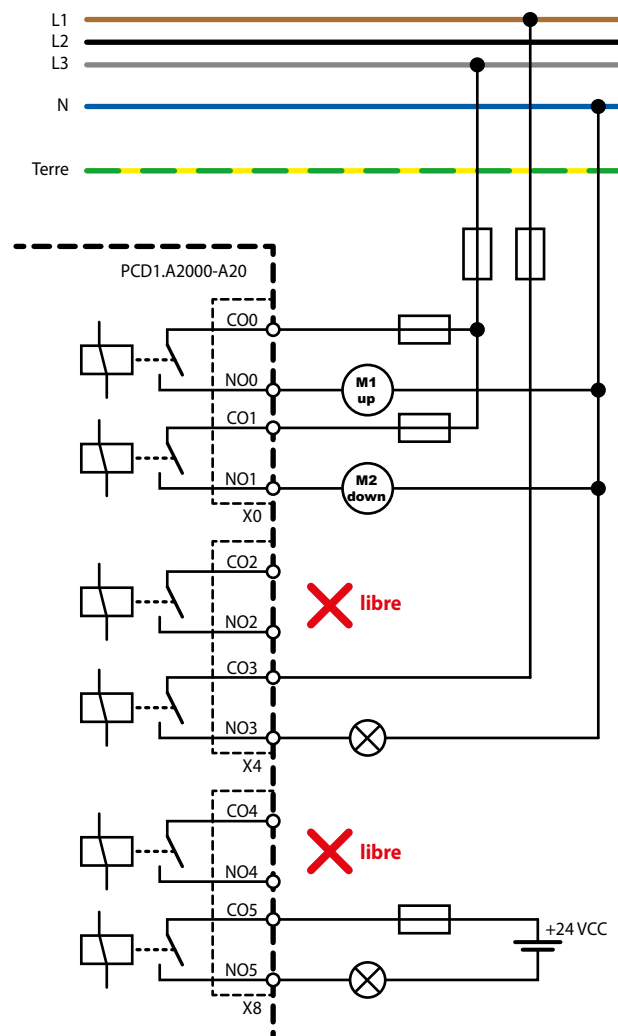 L1
L2
L3
N
Terre
PCD1.A2000-A20
CO0
NO0
M1
up
CO1
NO1
M2
down
X0
CO2
libre
NO2
CO3
NO3
X4
CO4
libre
NO4
CO5
+24 VCC
NO5
X8